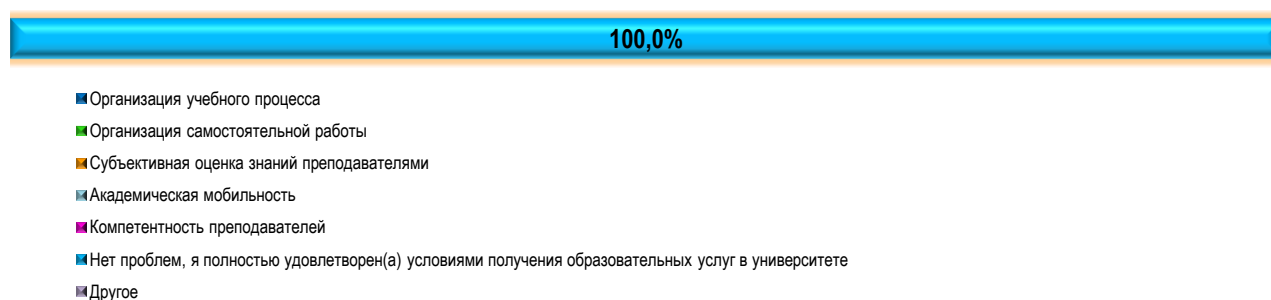 100,0%
Организация учебного процесса
Организация самостоятельной работы
Субъективная оценка знаний преподавателями
Академическая мобильность
Компетентность преподавателей
Нет проблем, я полностью удовлетворен(а) условиями получения образовательных услуг в университете
Другое